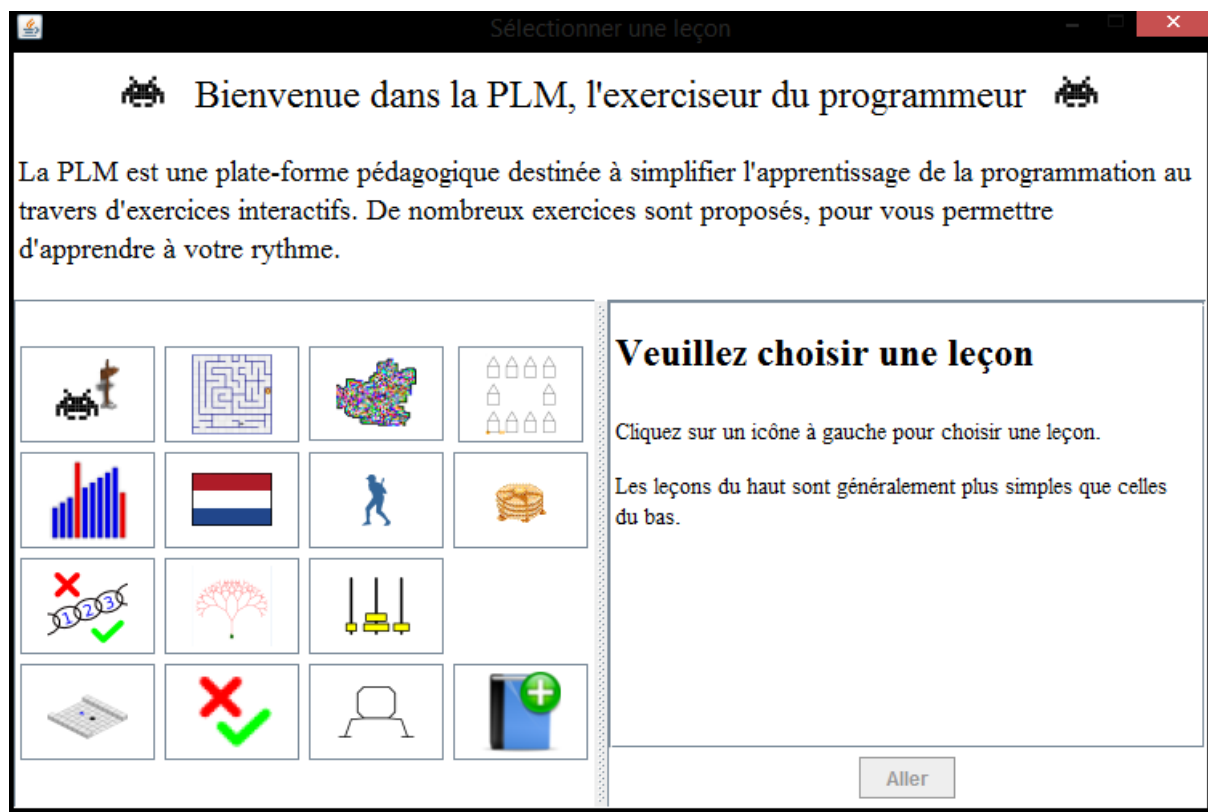 Sélectionner une leçon
Bienvenue dans la PLM, l'exerciseur du programmeur
La PLM est une plate-forme pédagogique destinée à simplifier l'apprentissage de la programmation au
travers d'exercices interactifs. De nombreux exercices sont proposés, pour vous permettre
d'apprendre à votre rythme.
Veuillez choisir une leçon
Cliquez sur un icône à gauche pour choisir une leçon.
Les leçons du haut sont généralement plus simples que celles
du bas.
123
Aller